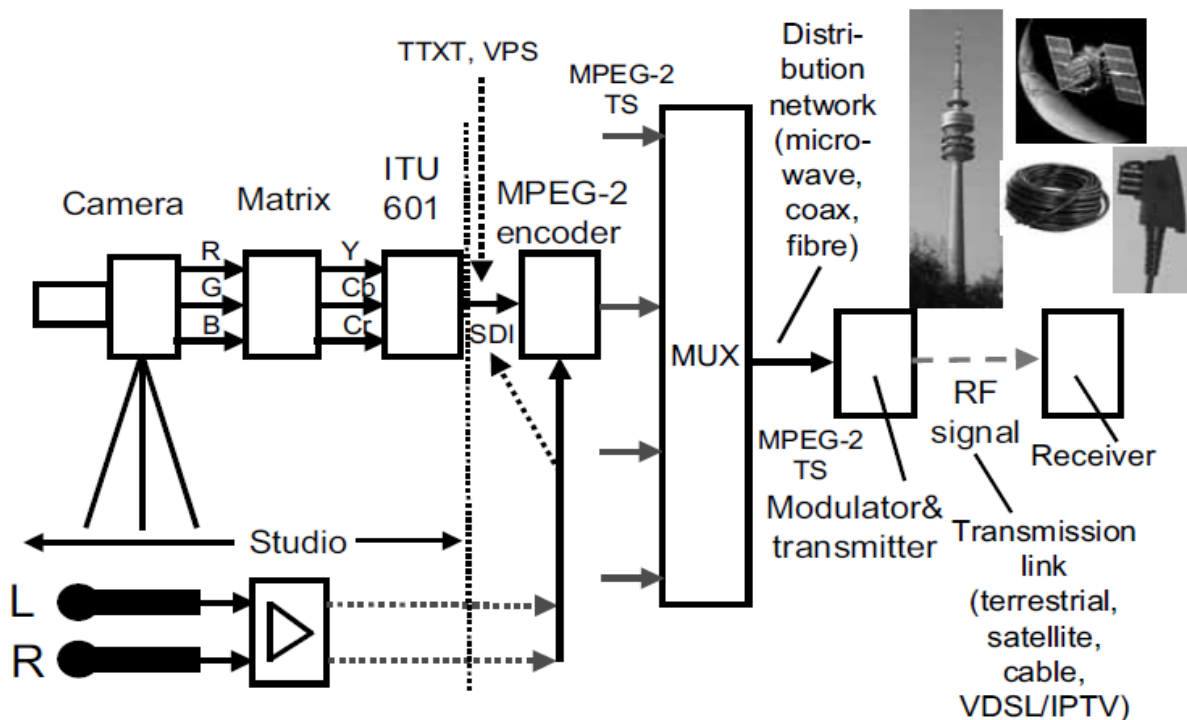 TTXT, VPS
MPEG-2
TS
Distri-
bution
network
(micro-
wave,
coax,
fibre)
Camera
Matrix
ITU
601
MPEG-2
encoder
R
G
B
Y
Cb
Cr
SDI
MUX
MPEG-2
TS
Modulator&
transmitter
RF
signal
Receiver
Transmission
link
(terrestrial,
satellite,
cable,
VDSL/IPTV)
Studio
L
R